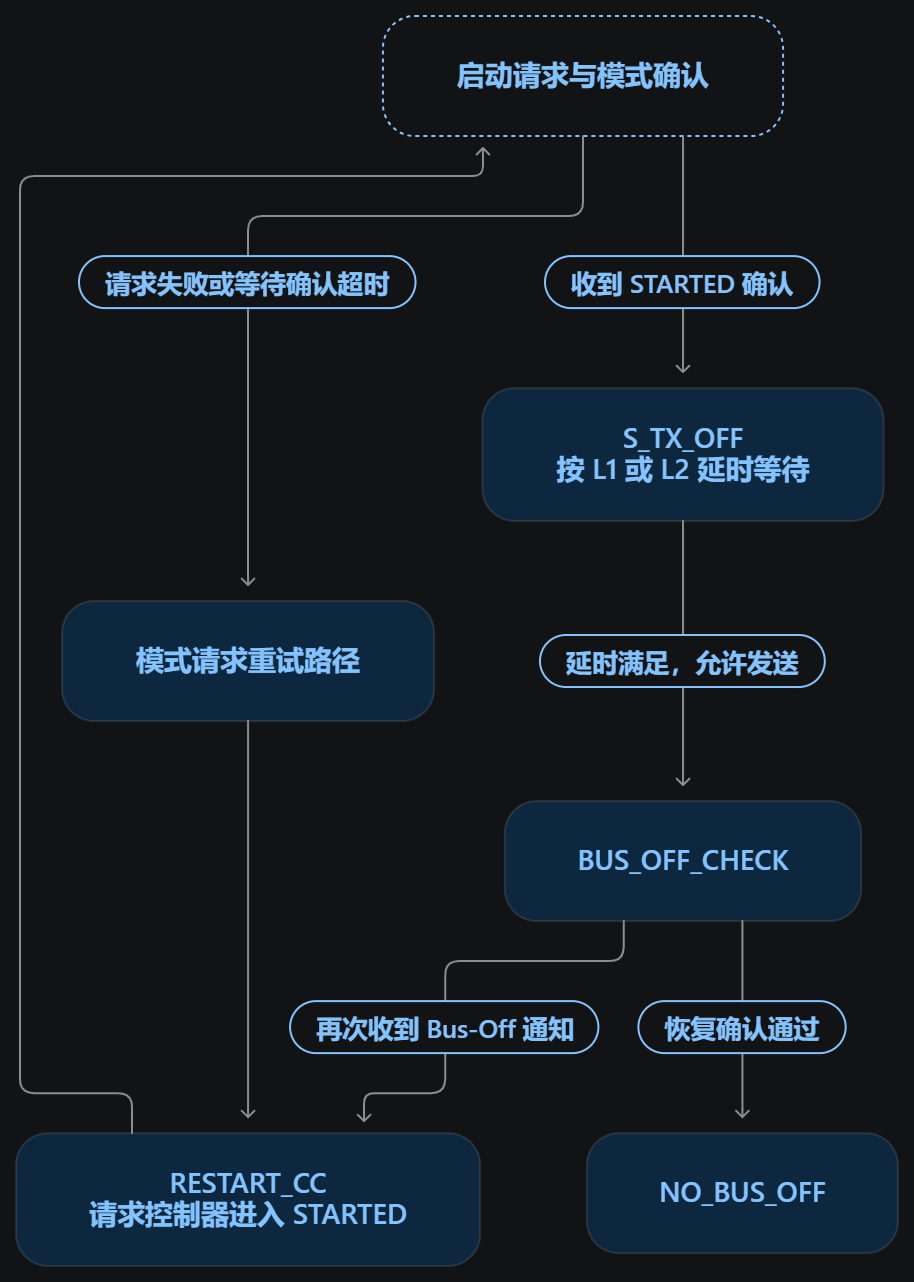 启动请求与模式确认
请求失败或等待确认超时
收到 STARTED 确认
S_TX_OFF
按 L1 或 L2 延时等待
模式请求重试路径
延时满足，允许发送
BUS_OFF_CHECK
再次收到 Bus-Off 通知
恢复确认通过
RESTART_CC
请求控制器进入 STARTED
NO_BUS_OFF